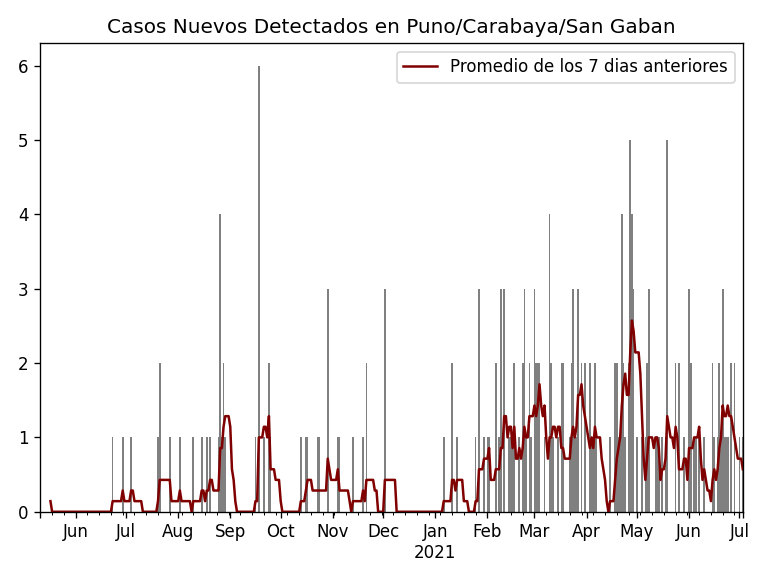 Casos Nuevos Detectados en Puno/Carabaya/San Gaban
Promedio de los 7 dias anteriores
6
5
4
3
2
1
0
Jun Jul Aug Sep Oct Nov Dec Jan Feb Mar Apr May Jun Jul
2021